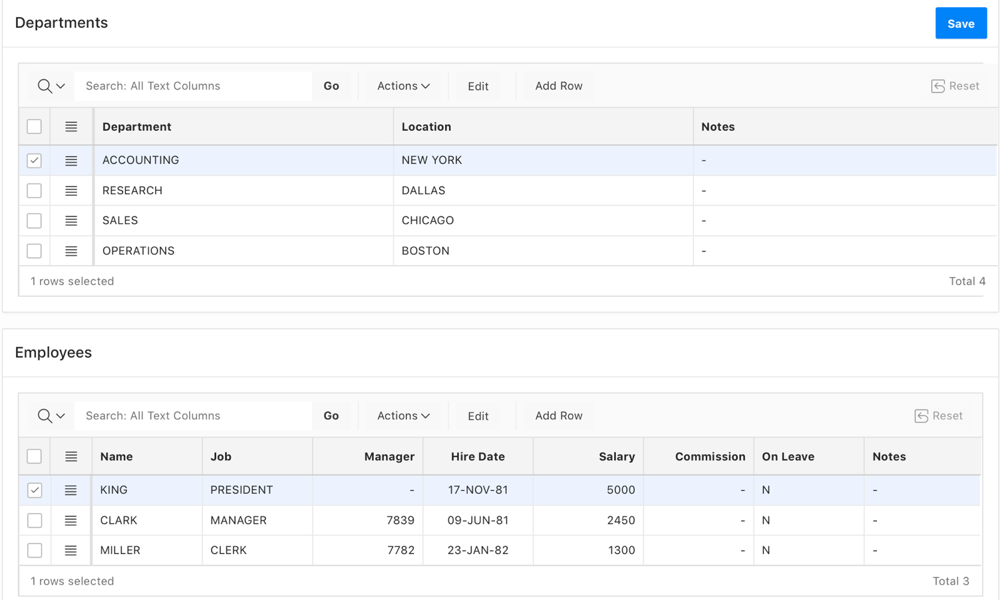 Departments Save
Search: All Text Columns Go Actions Edit Add Row Reset
Department Location Notes
ACCOUNTING NEW YORK -
RESEARCH DALLAS -
SALES CHICAGO -
OPERATIONS BOSTON -
1 rows selected Total 4
Employees
Search: All Text Columns Go Actions Edit Add Row Reset
Name Job Manager Hire Date Salary Commission On Leave Notes
KING PRESIDENT - 17-NOV-81 5000 - N -
CLARK MANAGER 7839 09-JUN-81 2450 - N -
MILLER CLERK 7782 23-JAN-82 1300 - N -
1 rows selected Total 3